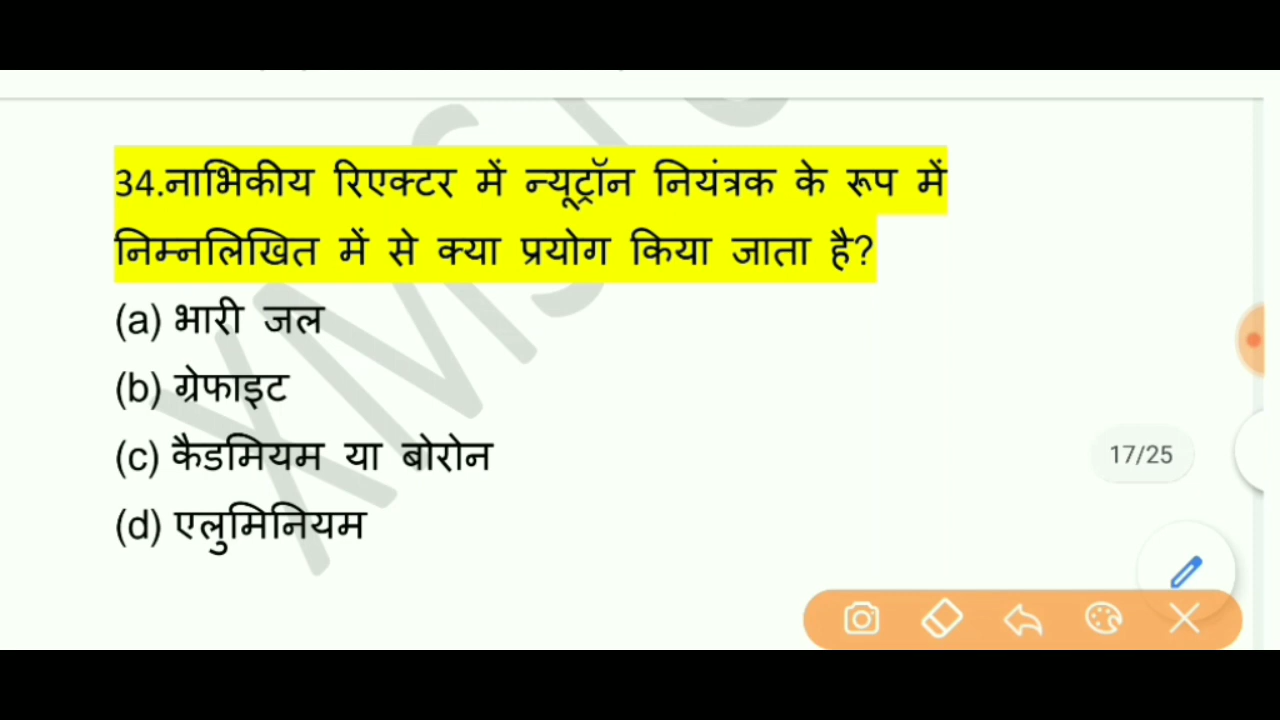 34.नाभिकीय रिएक्टर में न्यूट्रॉन नियंत्रक के रूप में
निम्नलिखित में से क्या प्रयोग किया जाता है?
(a) भारी जल
(b) ग्रेफाइट
(c) कैडमियम या बोरोन
(d) एलुमिनियम
17/25